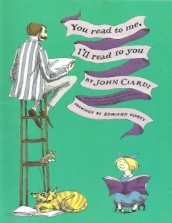 You read to me,
I'll read to you
BY JOHN CIARDI
DRAWINGS BY EDWARD GOREY